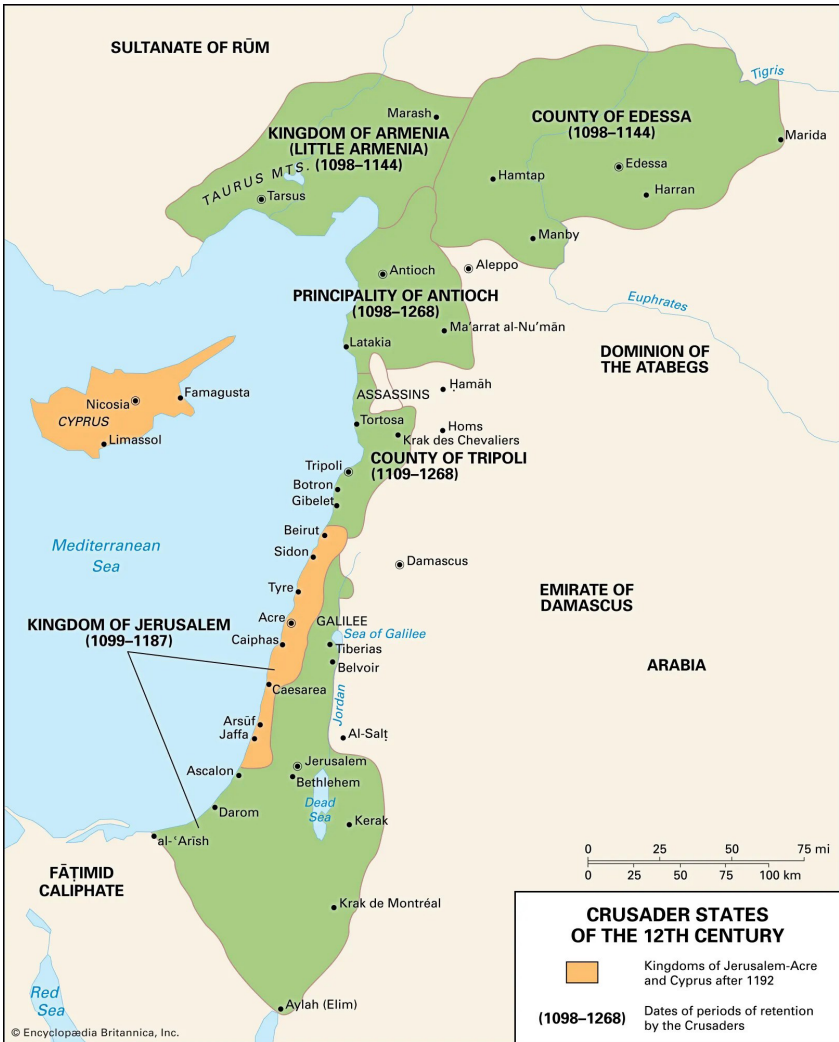 SULTANATE OF RŪM
Tigris
Marash
KINGDOM OF ARMENIA
(LITTLE ARMENIA)
(1098–1144)
COUNTY OF EDESSA
(1098–1144)
Marida
TAURUS MTS.
Tarsus
Hamtap
Edessa
Harran
Manby
Antioch
Aleppo
PRINCIPALITY OF ANTIOCH
(1098–1268)
Euphrates
Ma'arrat al-Nu'mān
Latakia
DOMINION OF
THE ATABEGS
Nicosia
Famagusta
CYPRUS
Limassol
ASSASSINS
Ḥamāh
Tortosa
Homs
Krak des Chevaliers
COUNTY OF TRIPOLI
(1109–1268)
Tripoli
Botron
Gibelet
Beirut
Sidon
Mediterranean
Sea
Damascus
Tyre
EMIRATE OF
DAMASCUS
KINGDOM OF JERUSALEM
(1099–1187)
Acre
GALILEE
Sea of Galilee
Caiphas
Tiberias
Belvoir
ARABIA
Caesarea
Jordan
Arsūf
Jaffa
Al-Salṭ
Ascalon
Jerusalem
Bethlehem
Dead
Sea
Darom
Kerak
al-ʿArīsh
FĀṬIMID
CALIPHATE
Krak de Montréal
Red
Sea
Aylah (Elim)
0 25 50 75 mi
0 25 50 75 100 km
CRUSADER STATES
OF THE 12TH CENTURY
Kingdoms of Jerusalem-Acre
and Cyprus after 1192
(1098–1268)
Dates of periods of retention
by the Crusaders
© Encyclopædia Britannica, Inc.